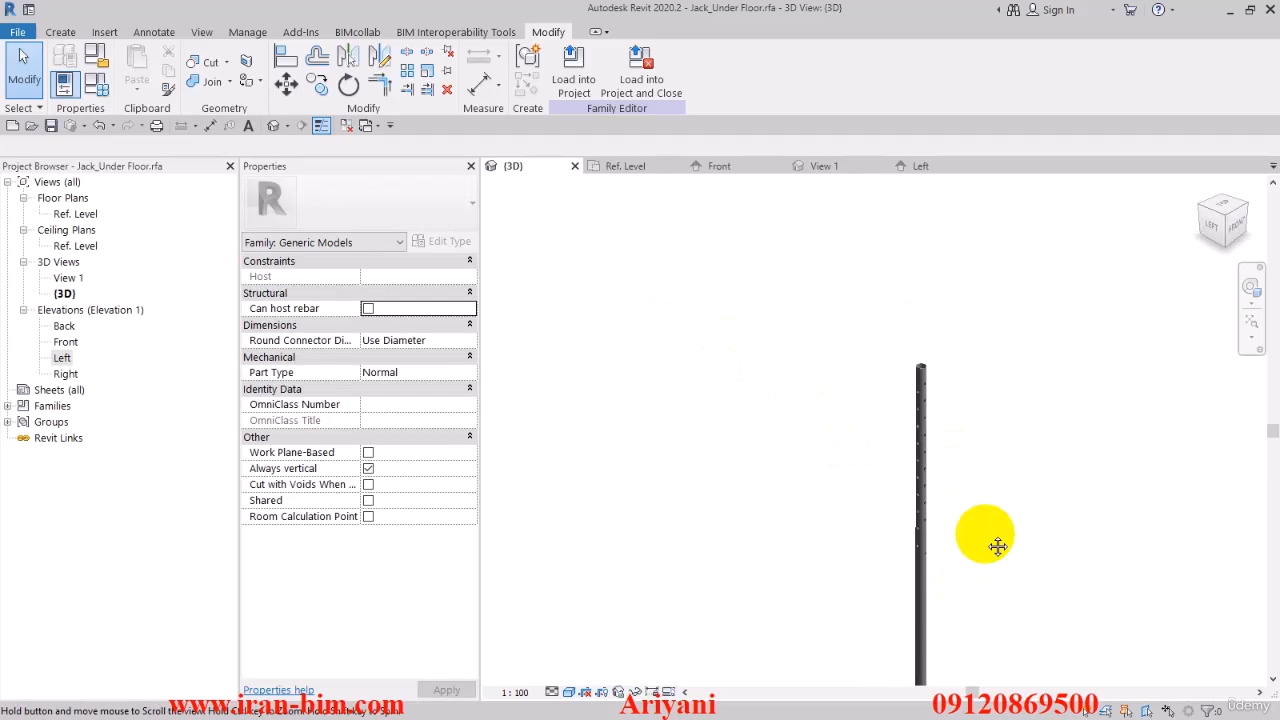 Autodesk Revit 2020.2 - Jack_Under Floor.rfa - 3D View: {3D}
Sign In
File Create Insert Annotate View Manage Add-Ins BIMcollab BIM Interoperability Tools Modify
Modify
Paste
Cut
Join
Load into
Project
Load into
Project and Close
Select Properties Clipboard Geometry Modify Measure Create Family Editor
Project Browser - Jack_Under Floor.rfa
Views (all)
Floor Plans
Ref. Level
Ceiling Plans
Ref. Level
3D Views
View 1
{3D}
Elevations (Elevation 1)
Back
Front
Left
Right
Sheets (all)
Families
Groups
Revit Links
Properties
Family: Generic Models
Edit Type
Constraints
Host
Structural
Can host rebar
Dimensions
Round Connector Di... Use Diameter
Mechanical
Part Type Normal
Identity Data
OmniClass Number
OmniClass Title
Other
Work Plane-Based
Always vertical
Cut with Voids When ...
Shared
Room Calculation Point
Properties help
Apply
{3D} Ref. Level Front View 1 Left
LEFT FRONT
1 : 100
www.iran-bim.com Ariyani 09120869500
:0
Udemy